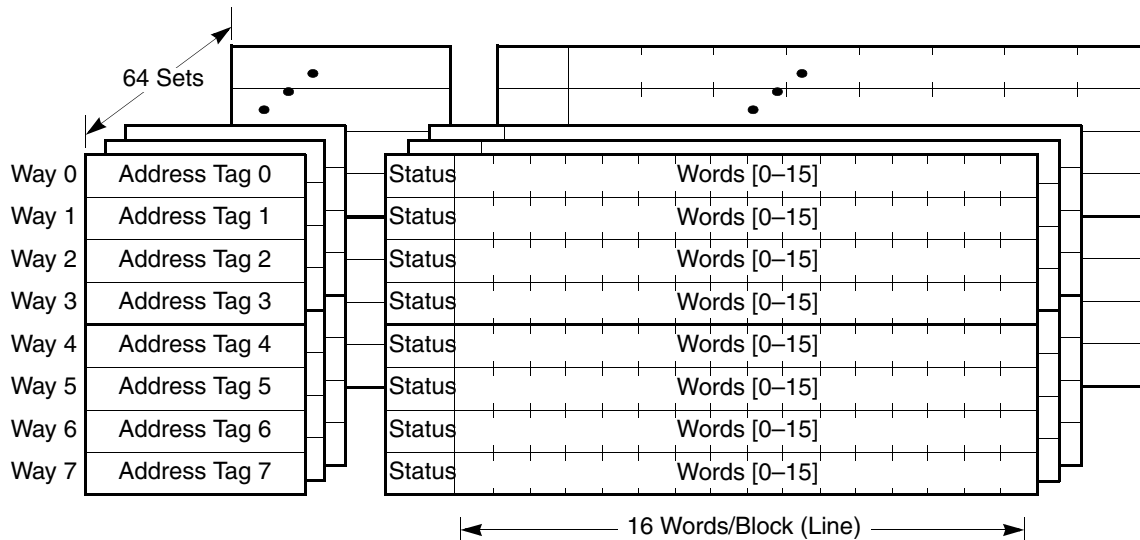 64 Sets
Way 0 Address Tag 0 Status Words [0–15]
Way 1 Address Tag 1 Status Words [0–15]
Way 2 Address Tag 2 Status Words [0–15]
Way 3 Address Tag 3 Status Words [0–15]
Way 4 Address Tag 4 Status Words [0–15]
Way 5 Address Tag 5 Status Words [0–15]
Way 6 Address Tag 6 Status Words [0–15]
Way 7 Address Tag 7 Status Words [0–15]
16 Words/Block (Line)